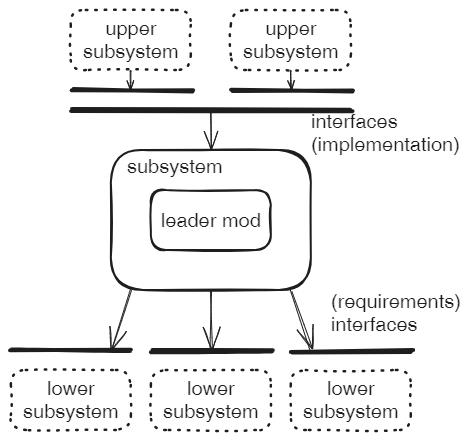 upper
subsystem
upper
subsystem
interfaces
(implementation)
subsystem
leader mod
(requirements)
interfaces
lower
subsystem
lower
subsystem
lower
subsystem